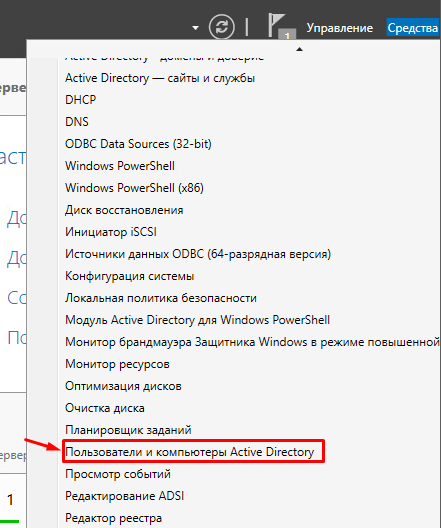 Управление
Средства
1
ерве
Active Directory — домены и доверие
аст
Active Directory — сайты и службы
DHCP
DNS
ODBC Data Sources (32-bit)
Windows PowerShell
Windows PowerShell (x86)
До
Диск восстановления
Инициатор iSCSI
До
Источники данных ODBC (64-разрядная версия)
Конфигурация системы
Со
Локальная политика безопасности
Модуль Active Directory для Windows PowerShell
По
Монитор брандмауэра Защитника Windows в режиме повышенной
Монитор ресурсов
Оптимизация дисков
Очистка диска
Планировщик заданий
ервер
Пользователи и компьютеры Active Directory
Просмотр событий
1
Редактирование ADSI
Редактор реестра